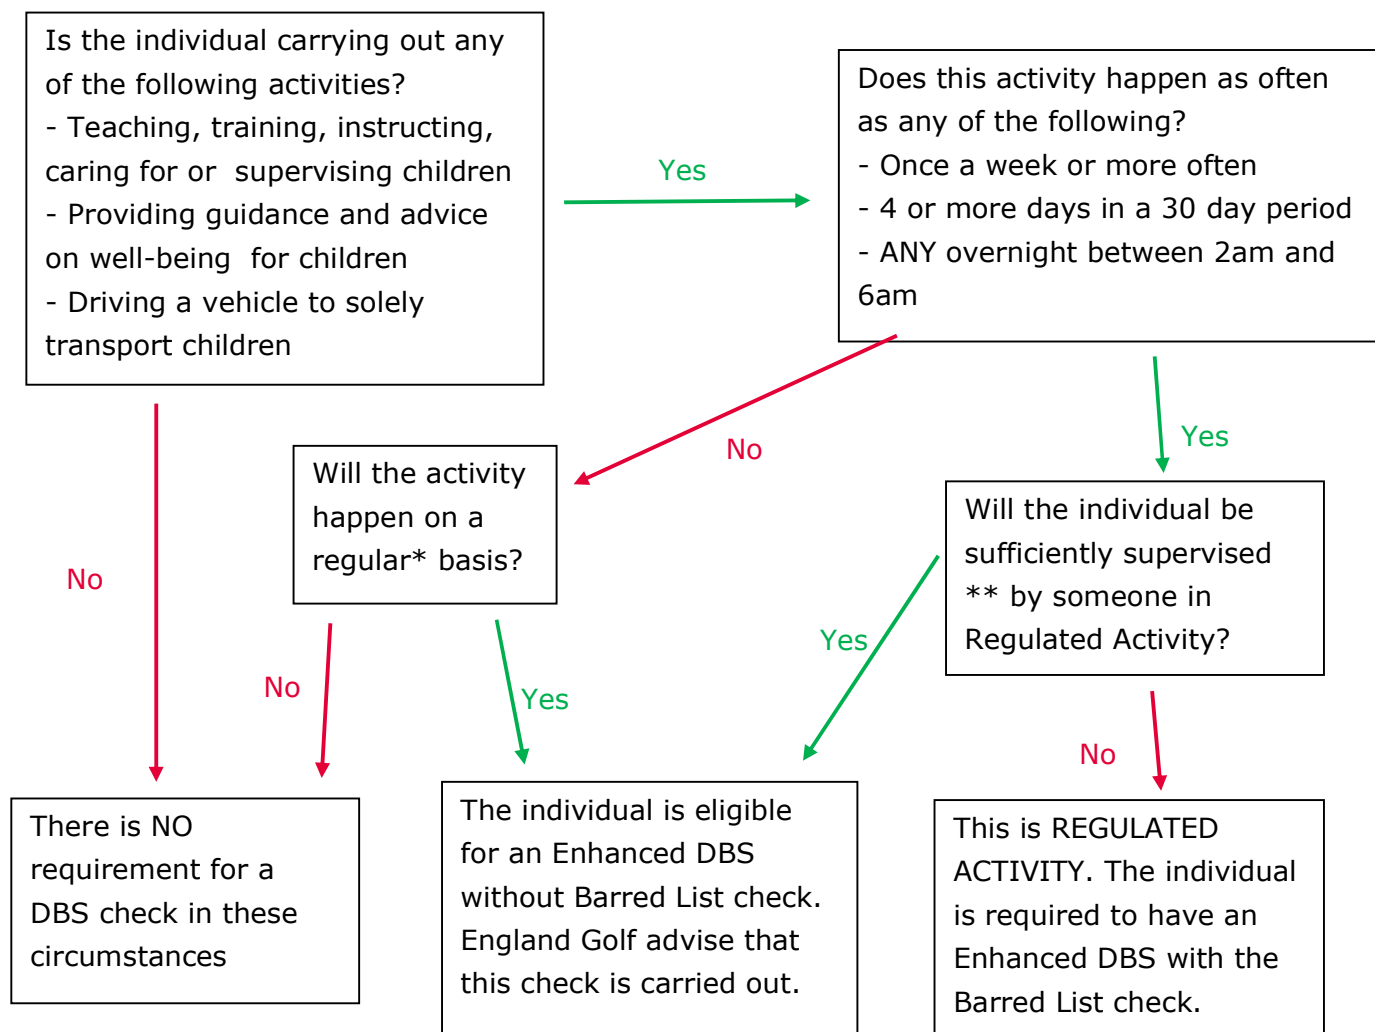 Is the individual carrying out any
of the following activities?
- Teaching, training, instructing,
caring for or  supervising children
- Providing guidance and advice
on well-being  for children
- Driving a vehicle to solely
transport children
Yes
Does this activity happen as often
as any of the following?
- Once a week or more often
- 4 or more days in a 30 day period
- ANY overnight between 2am and
6am
No
No
Yes
Will the activity
happen on a
regular* basis?
Will the individual be
sufficiently supervised
** by someone in
Regulated Activity?
No
Yes
Yes
No
There is NO
requirement for a
DBS check in these
circumstances
The individual is eligible
for an Enhanced DBS
without Barred List check.
England Golf advise that
this check is carried out.
This is REGULATED
ACTIVITY. The individual
is required to have an
Enhanced DBS with the
Barred List check.